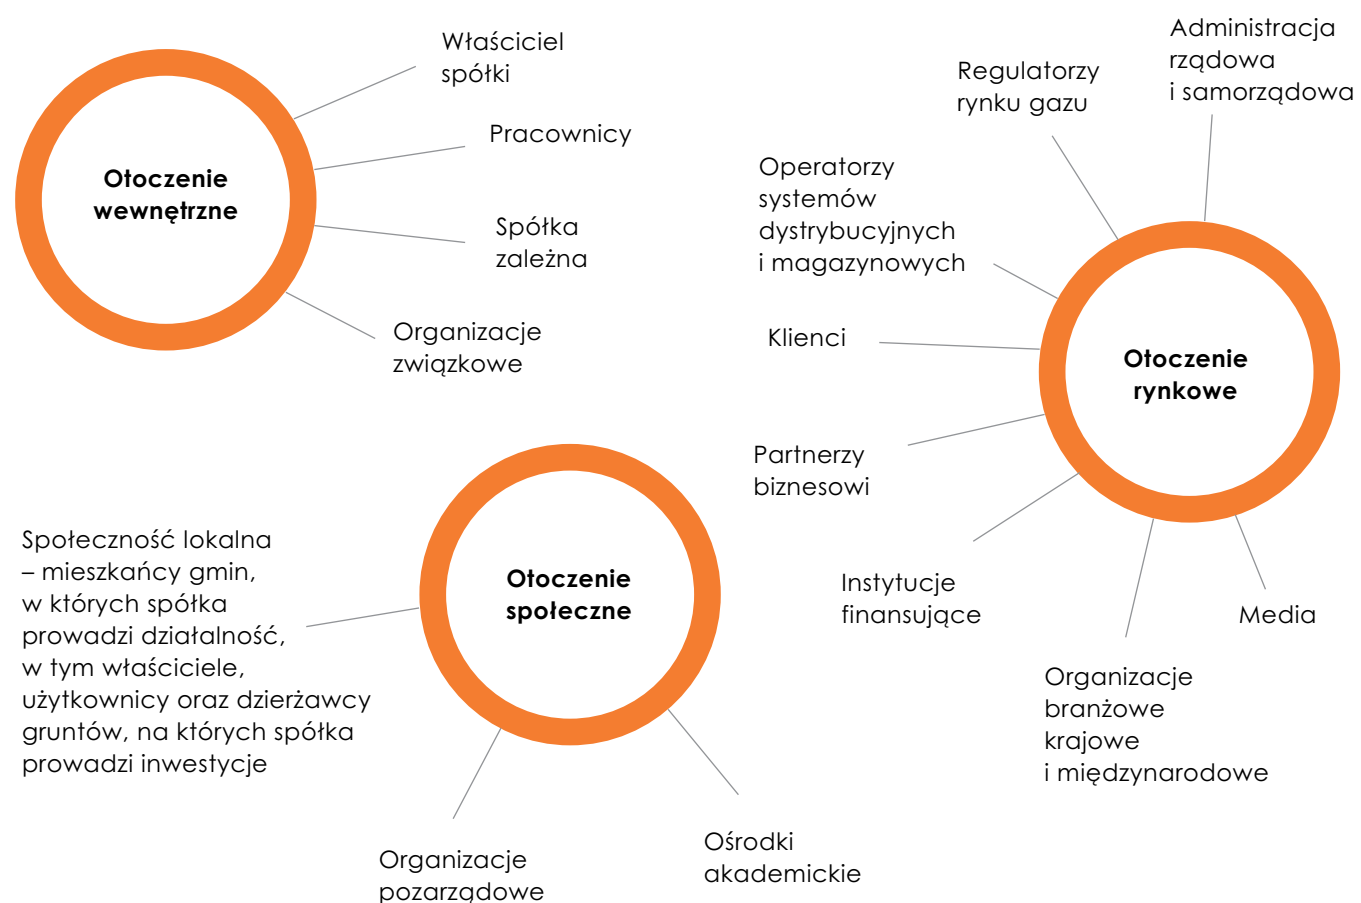 Otoczenie
wewnętrzne
Właściciel
spółki
Pracownicy
Spółka
zależna
Organizacje
związkowe
Otoczenie
rynkowe
Administracja
rządowa
i samorządowa
Regulatorzy
rynku gazu
Operatorzy
systemów
dystrybucyjnych
i magazynowych
Klienci
Partnerzy
biznesowi
Instytucje
finansujące
Organizacje
branżowe
krajowe
i międzynarodowe
Media
Otoczenie
społeczne
Społeczność lokalna
– mieszkańcy gmin,
w których spółka
prowadzi działalność,
w tym właściciele,
użytkownicy oraz dzierżawcy
gruntów, na których spółka
prowadzi inwestycje
Organizacje
pozarządowe
Ośrodki
akademickie